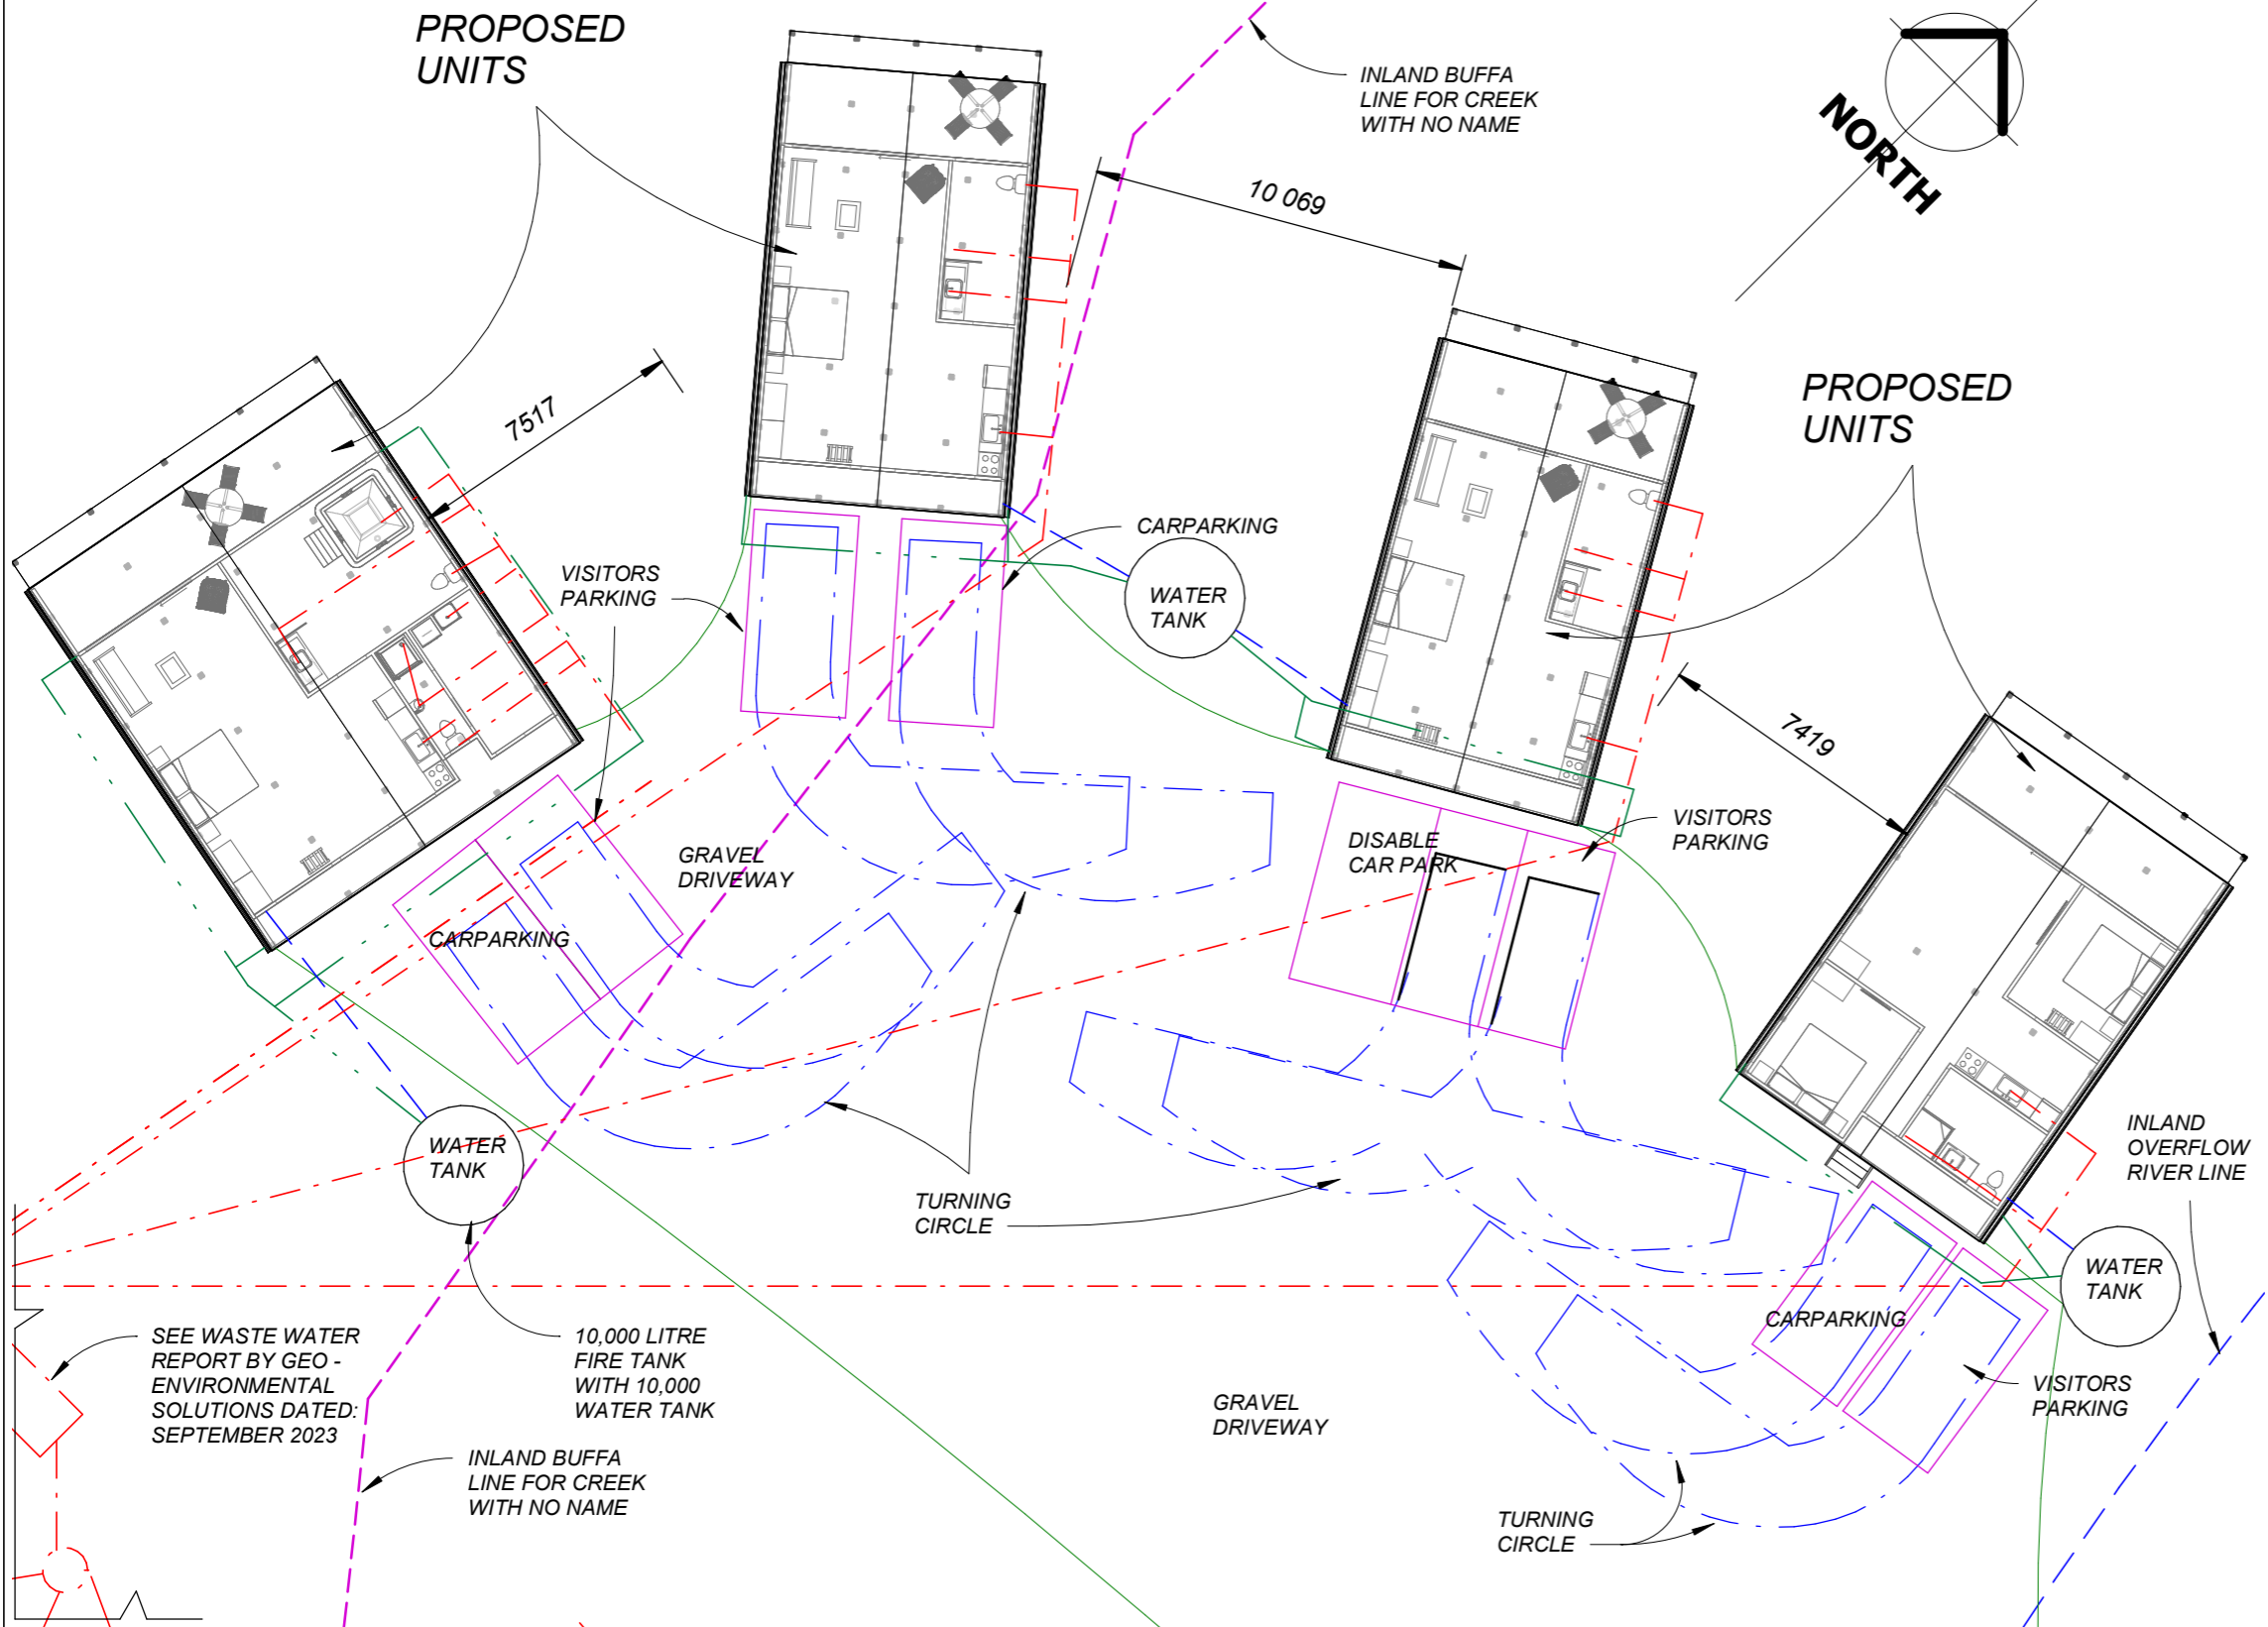 PROPOSED
UNITS
INLAND BUFFA
LINE FOR CREEK
WITH NO NAME
NORTH
10 069
7517
PROPOSED
UNITS
CARPARKING
VISITORS
PARKING
WATER
TANK
7419
VISITORS
PARKING
DISABLE
CAR PARK
GRAVEL
DRIVEWAY
CARPARKING
WATER
TANK
TURNING
CIRCLE
INLAND
OVERFLOW
RIVER LINE
WATER
TANK
CARPARKING
SEE WASTE WATER
REPORT BY GEO -
ENVIRONMENTAL
SOLUTIONS DATED:
SEPTEMBER 2023
10,000 LITRE
FIRE TANK
WITH 10,000
WATER TANK
GRAVEL
DRIVEWAY
VISITORS
PARKING
INLAND BUFFA
LINE FOR CREEK
WITH NO NAME
TURNING
CIRCLE